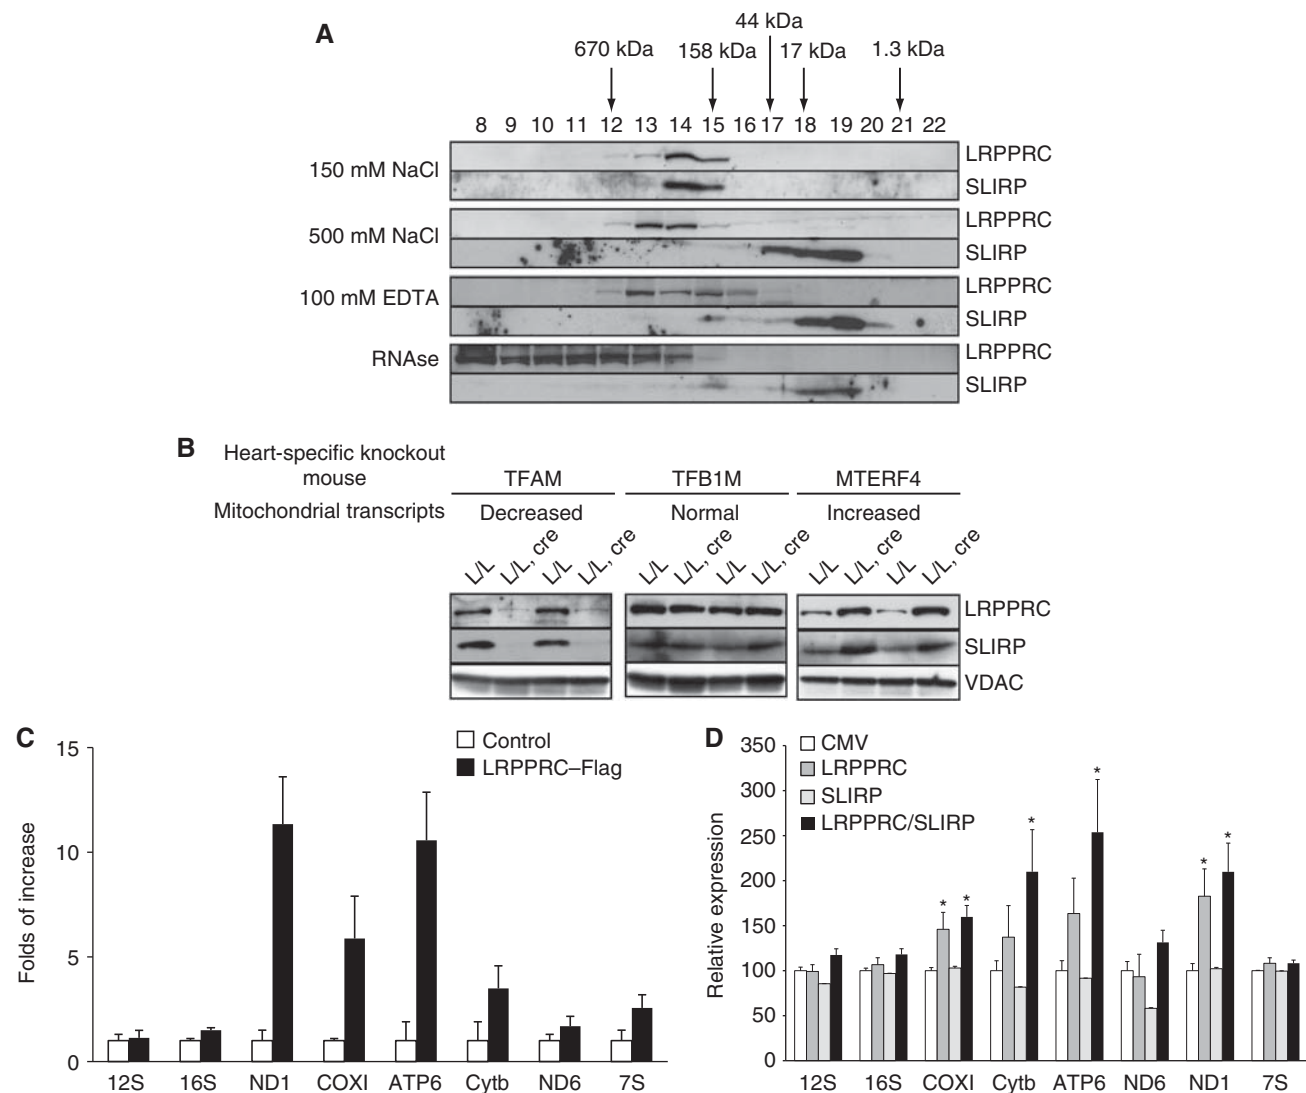 A
44 kDa
670 kDa 158 kDa 17 kDa 1.3 kDa
8 9 10 11 12 13 14 15 16 17 18 19 20 21 22
150 mM NaCl
LRPPRC
SLIRP
500 mM NaCl
LRPPRC
SLIRP
100 mM EDTA
LRPPRC
SLIRP
RNAse
LRPPRC
SLIRP
B
Heart-specific knockout
mouse
TFAM TFB1M MTERF4
Mitochondrial transcripts Decreased Normal Increased
L/L L/L, cre L/L L/L, cre L/L L/L, cre L/L L/L, cre L/L L/L, cre L/L L/L, cre
LRPPRC
SLIRP
VDAC
C
Control
LRPPRC–Flag
Folds of increase
15
10
5
0
12S 16S ND1 COXI ATP6 Cytb ND6 7S
D
CMV
LRPPRC
SLIRP
LRPPRC/SLIRP
Relative expression
350
300
250
200
150
100
50
0
* * * * * *
12S 16S COXI Cytb ATP6 ND6 ND1 7S